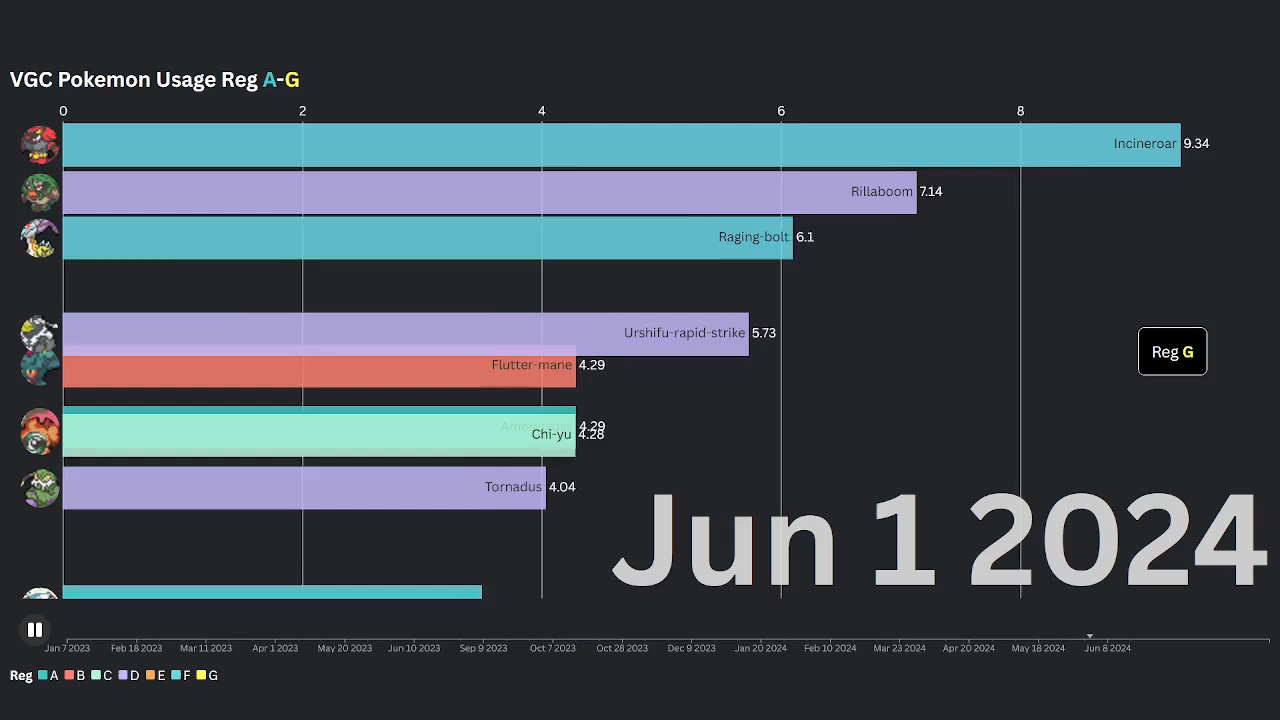 VGC Pokemon Usage Reg A-G
0 2 4 6 8
Incineroar 9.34
Rillaboom 7.14
Raging-bolt 6.1
Urshifu-rapid-strike 5.73
Reg G
Flutter-mane 4.29
4.29
Chi-yu 4.28
Tornadus 4.04
Jun 1 2024
Jan 7 2023 Feb 18 2023 Mar 11 2023 Apr 1 2023 May 20 2023 Jun 10 2023 Sep 9 2023 Oct 7 2023 Oct 28 2023 Dec 9 2023 Jan 20 2024 Feb 10 2024 Mar 23 2024 Apr 20 2024 May 18 2024 Jun 8 2024
Reg A B C D E F G